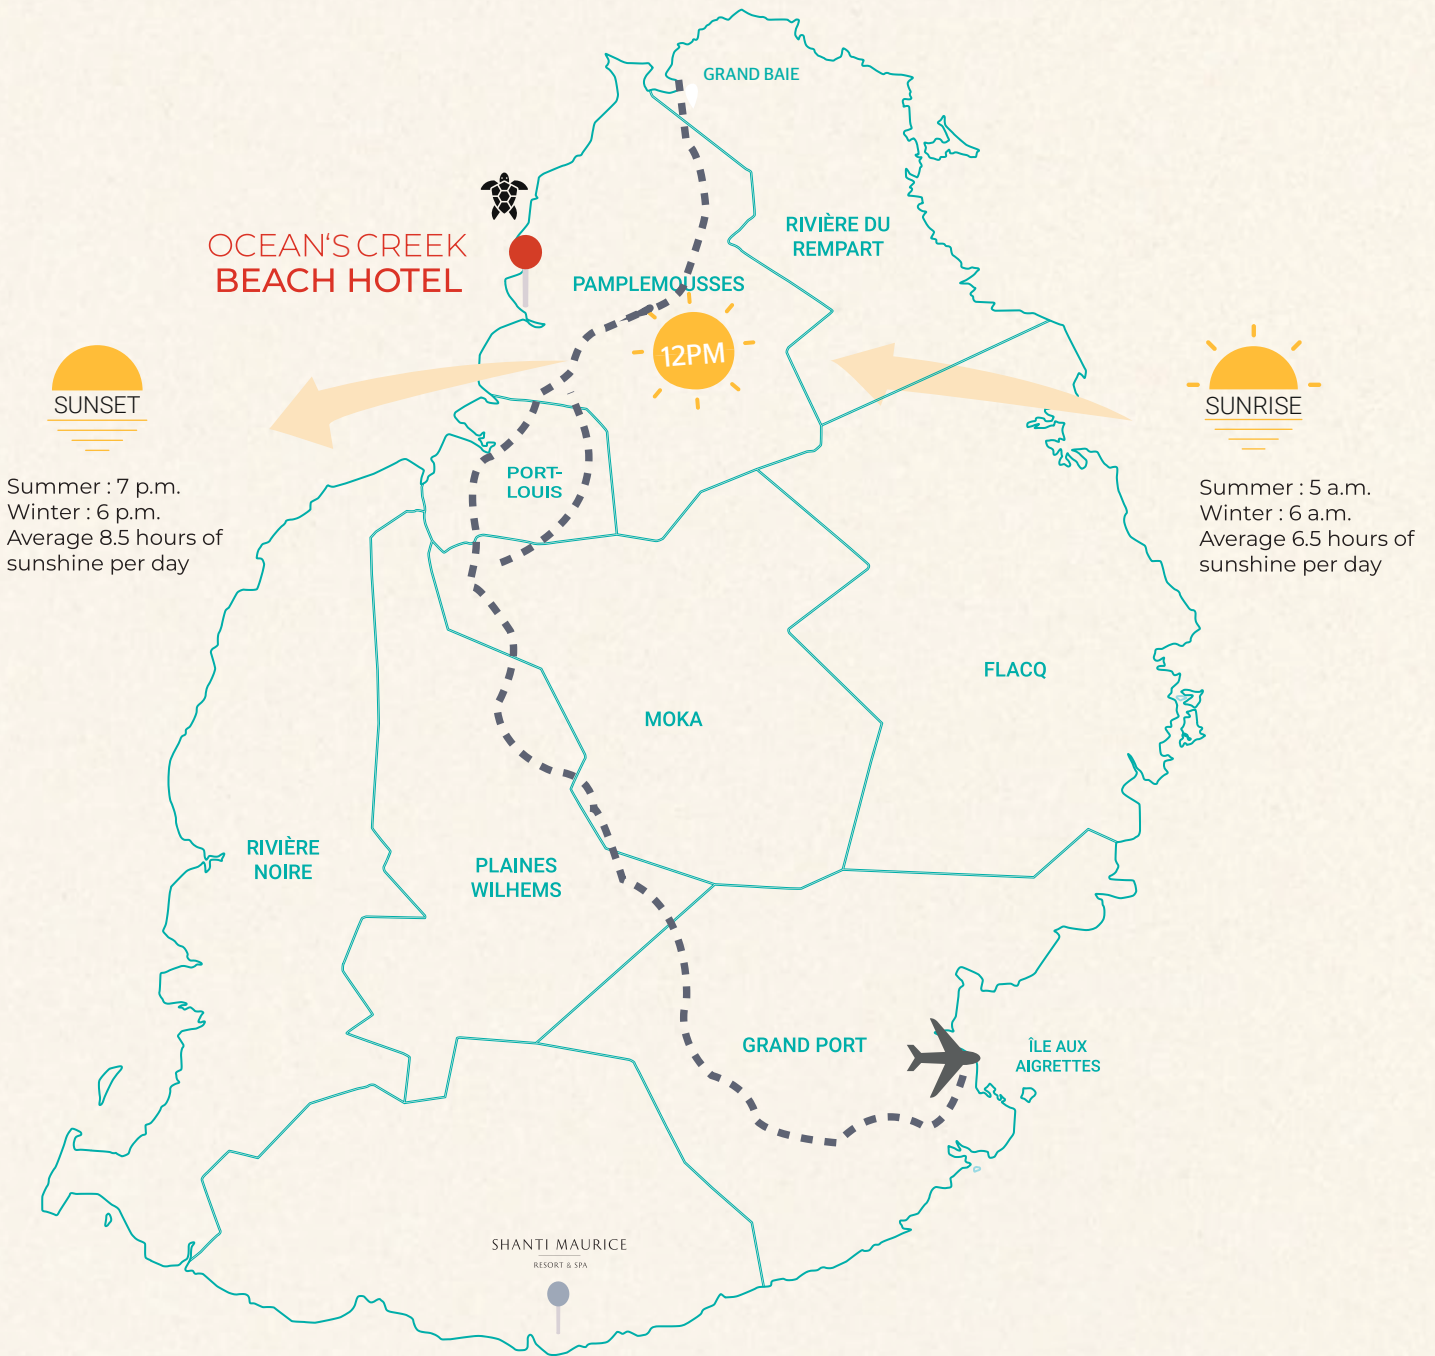 GRAND BAIE
RIVIÈRE DU
REMPART
OCEAN'S CREEK
BEACH HOTEL
PAMPLEMOUSSES
12PM
SUNSET
Summer : 7 p.m.
Winter : 6 p.m.
Average 8.5 hours of
sunshine per day
SUNRISE
Summer : 5 a.m.
Winter : 6 a.m.
Average 6.5 hours of
sunshine per day
PORT-
LOUIS
FLACQ
MOKA
RIVIÈRE
NOIRE
PLAINES
WILHEMS
GRAND PORT
ÎLE AUX
AIGRETTES
SHANTI MAURICE
RESORT & SPA